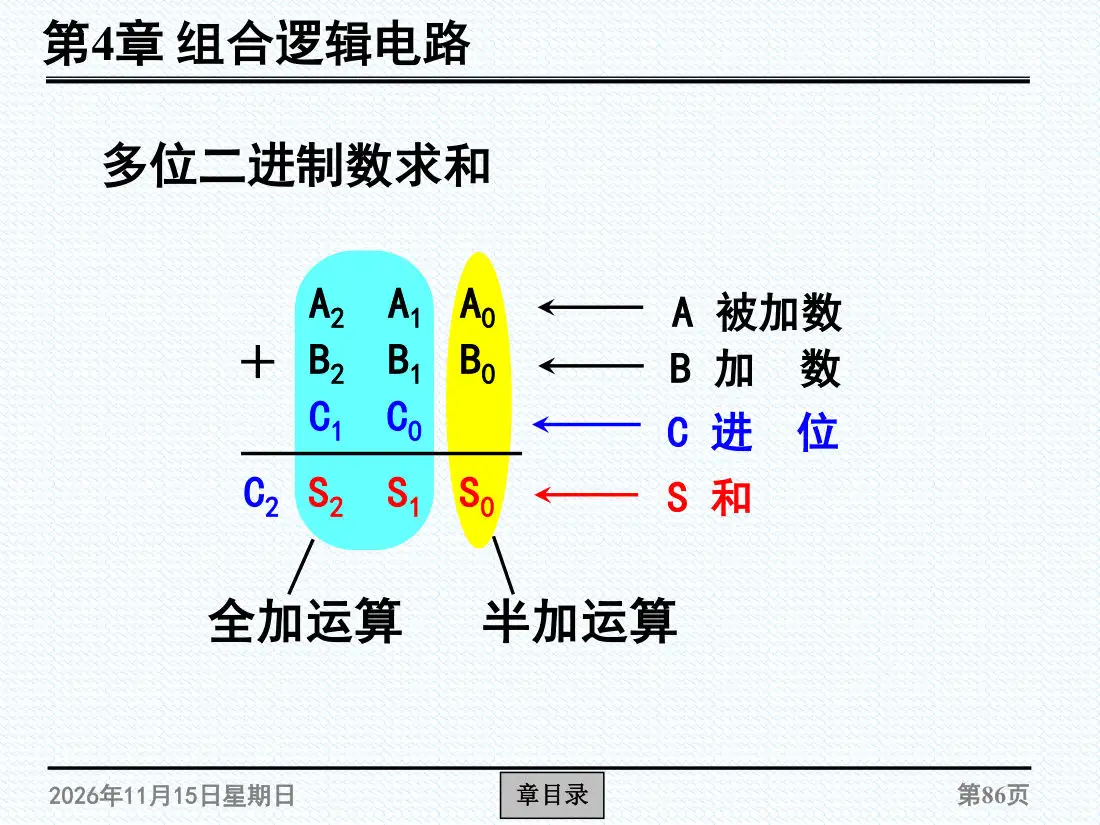 第4章 组合逻辑电路
多位二进制数求和
A₂ A₁ A₀ A 被加数
＋ B₂ B₁ B₀ B 加 数
C₁ C₀ C 进 位
C₂ S₂ S₁ S₀ S 和
全加运算 半加运算
2026年11月15日星期日 章目录 第86页